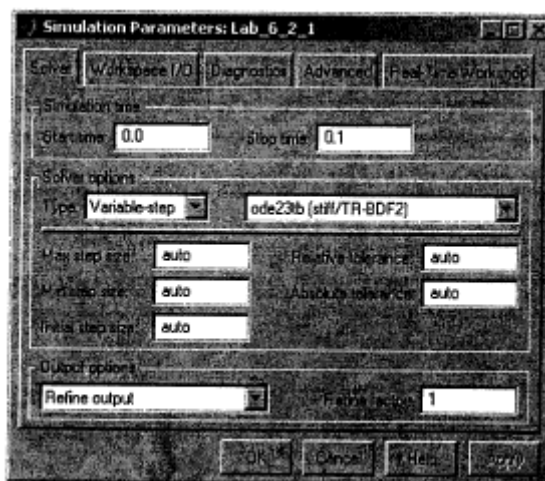 Simulation Parameters: Lab_6_2_1
Solver Workspace I/O Diagnostics Advanced Real-Time Workshop
Simulation time
Start time: 0.0 Stop time: 0.1
Solver options
Type: Variable-step ode23tb (stiff/TR-BDF2)
Max step size: auto Relative tolerance: auto
Min step size: auto Absolute tolerance: auto
Initial step size: auto
Output options
Refine output Refine factor: 1
OK Cancel Help Apply